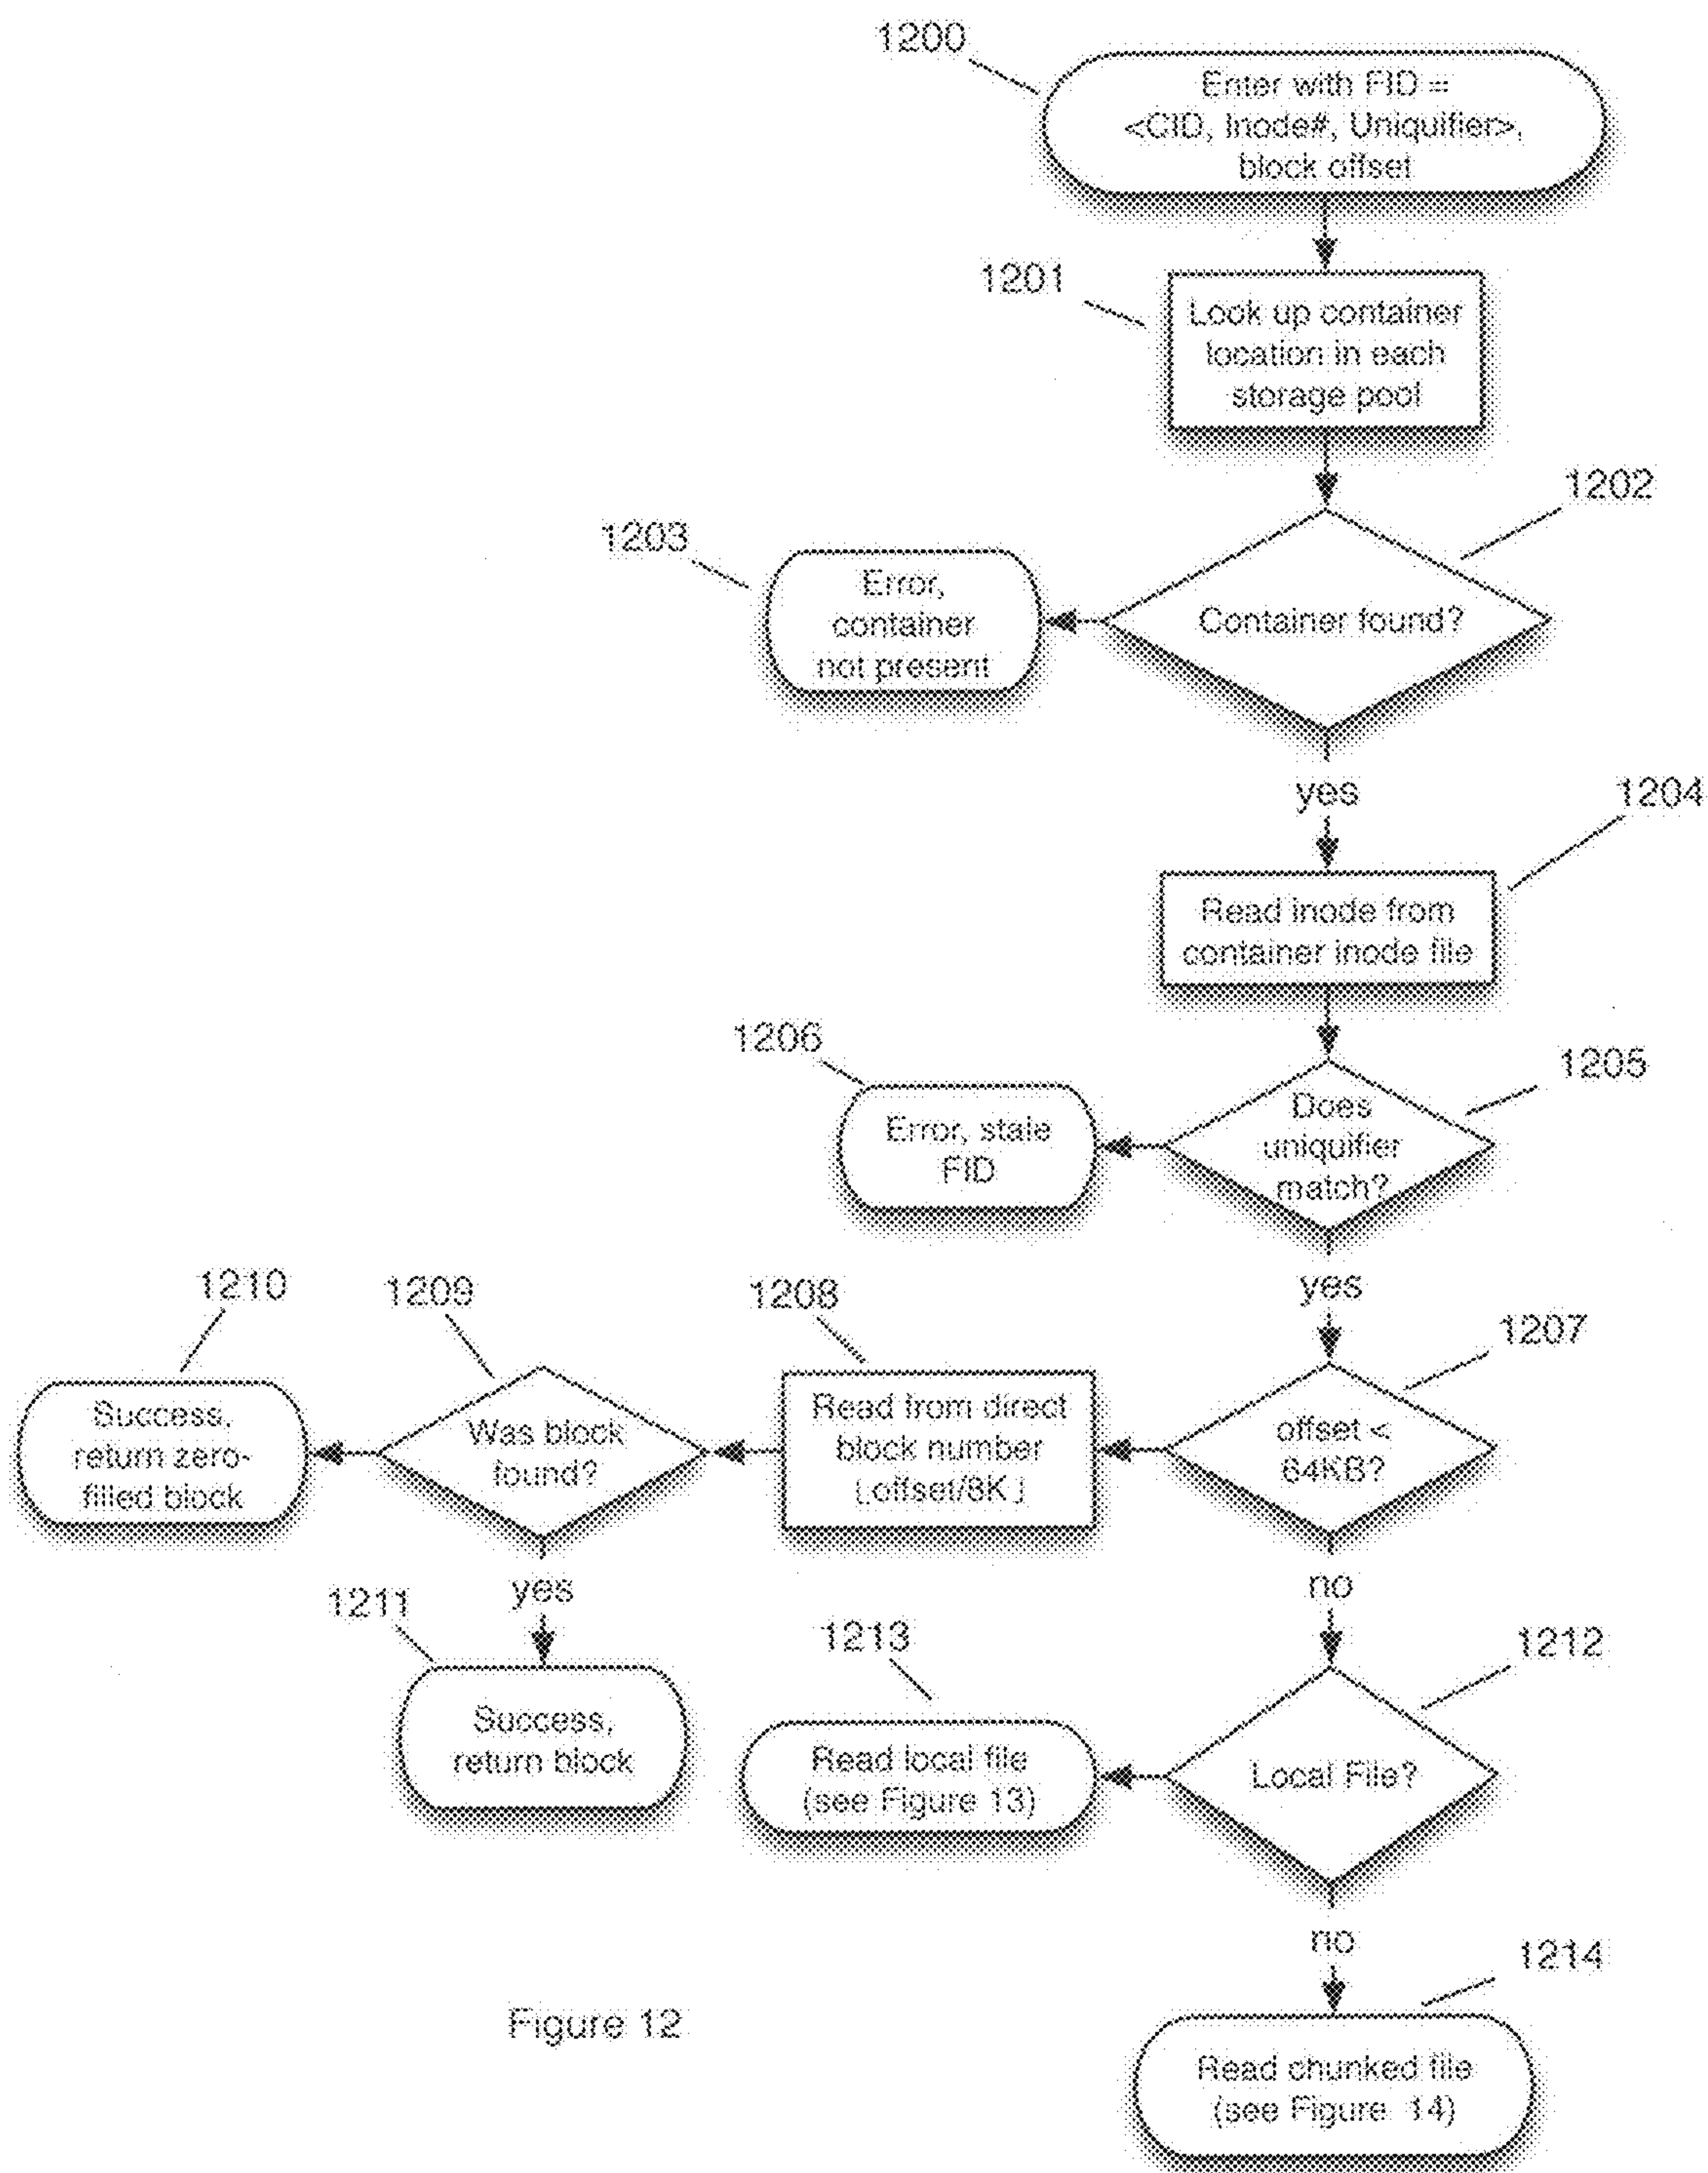 1200
Enter with FID =
<CID, Inode#, Uniquifier>,
block offset
1201
Look up container
location in each
storage pool
1202
Container found?
1203
Error,
container
not present
yes
1204
Read inode from
container inode file
1205
Does
uniquifier
match?
1206
Error, stale
FID
yes
1207
offset <
64KB?
1208
Read from direct
block number
⌊offset/8K⌋
1209
Was block
found?
1210
Success,
return zero-
filled block
yes
1211
Success,
return block
no
1212
Local File?
1213
Read local file
(see Figure 13)
no
1214
Read chunked file
(see Figure 14)
Figure 12